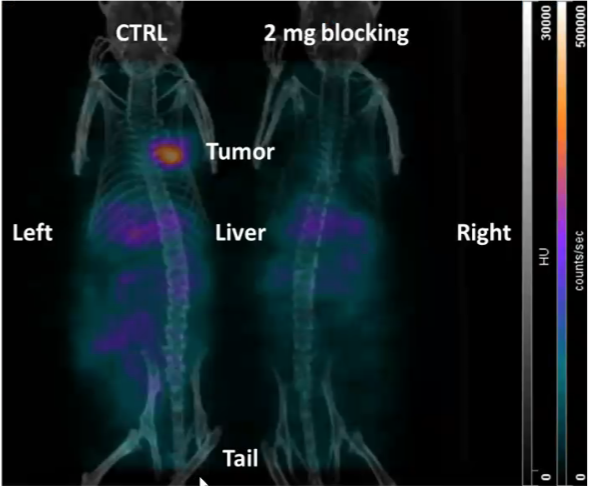 CTRL
2 mg blocking
Tumor
Left
Liver
Right
Tail
30000
HU
0
500000
counts/sec
0